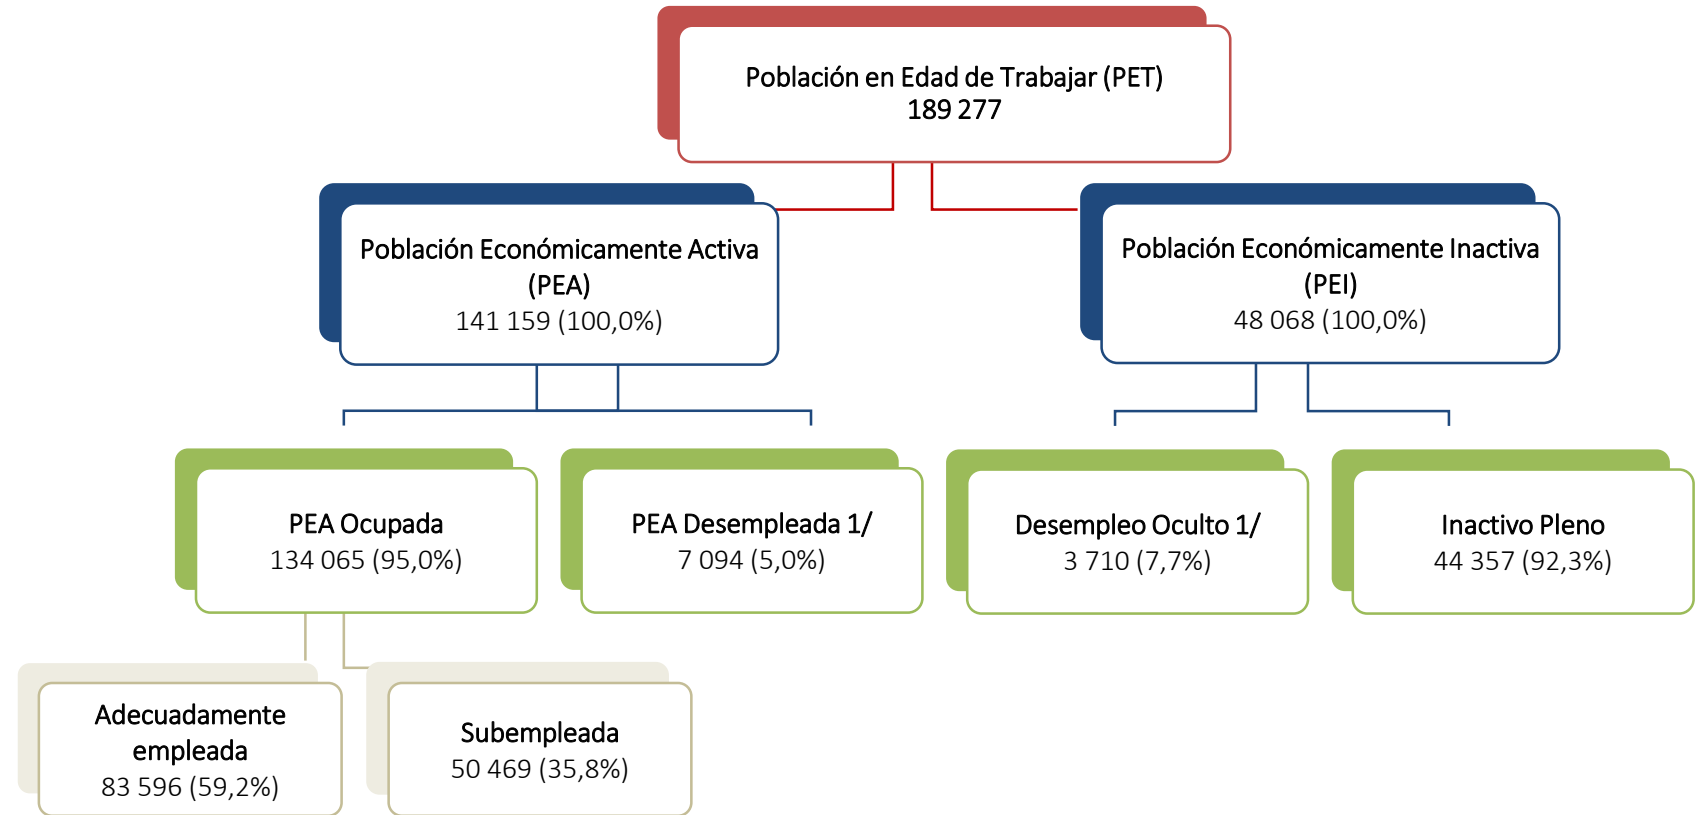 Población en Edad de Trabajar (PET)
189 277
Población Económicamente Activa
(PEA)
141 159 (100,0%)
Población Económicamente Inactiva
(PEI)
48 068 (100,0%)
PEA Ocupada
134 065 (95,0%)
PEA Desempleada 1/
7 094 (5,0%)
Desempleo Oculto 1/
3 710 (7,7%)
Inactivo Pleno
44 357 (92,3%)
Adecuadamente
empleada
83 596 (59,2%)
Subempleada
50 469 (35,8%)